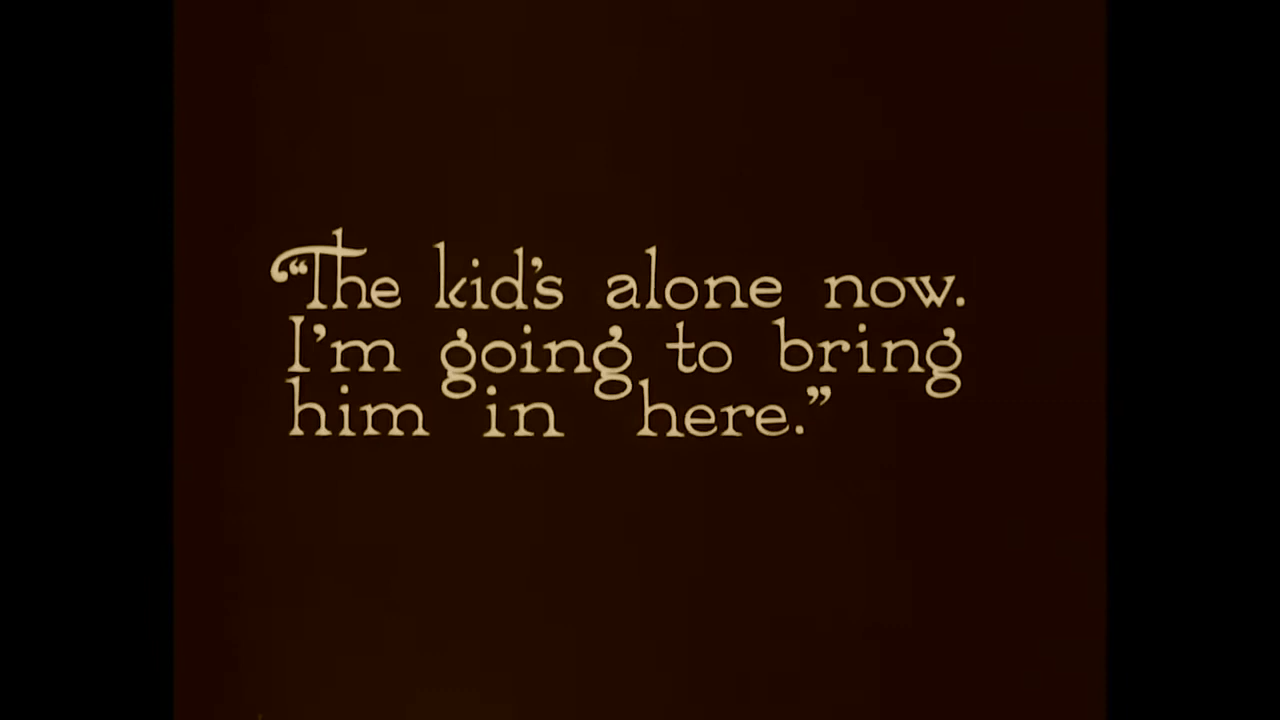 “The kid’s alone now.
I’m going to bring
him in here.”